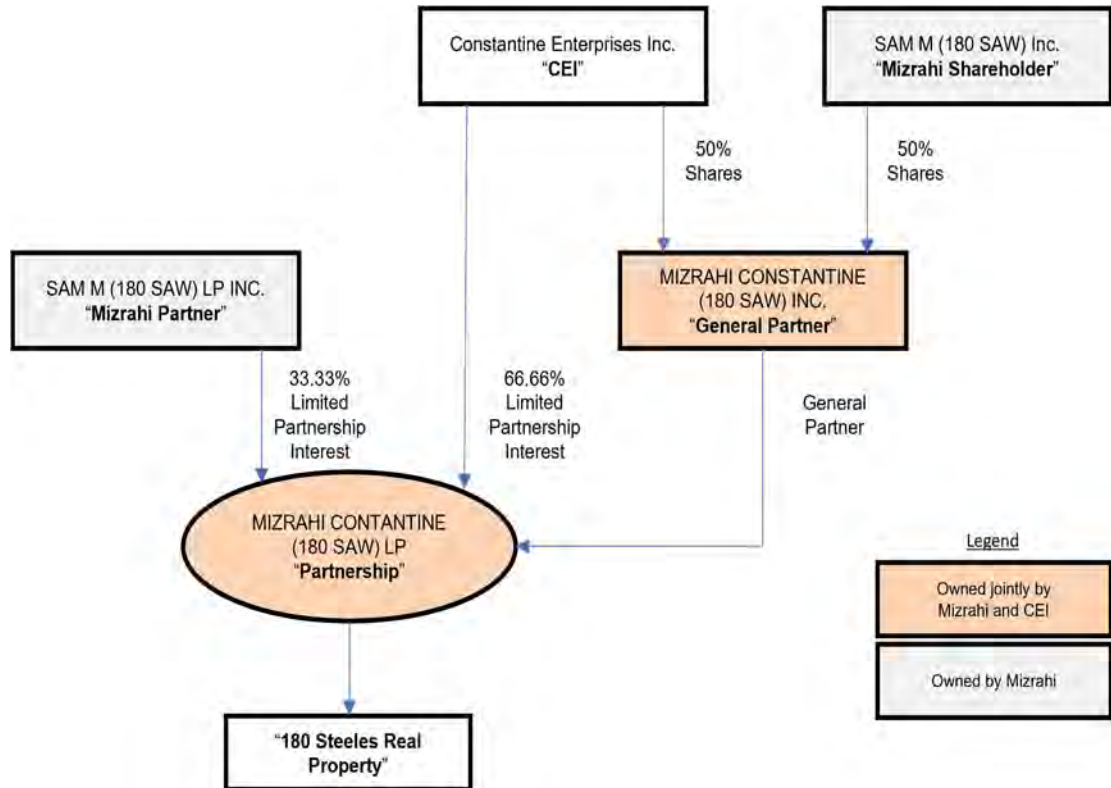 Constantine Enterprises Inc.
“CEI”
SAM M (180 SAW) Inc.
“Mizrahi Shareholder”
50%
Shares
50%
Shares
SAM M (180 SAW) LP INC.
“Mizrahi Partner”
MIZRAHI CONSTANTINE
(180 SAW) INC.
“General Partner”
33.33%
Limited
Partnership
Interest
66.66%
Limited
Partnership
Interest
General
Partner
MIZRAHI CONTANTINE
(180 SAW) LP
“Partnership”
Legend
Owned jointly by
Mizrahi and CEI
Owned by Mizrahi
“180 Steeles Real
Property”